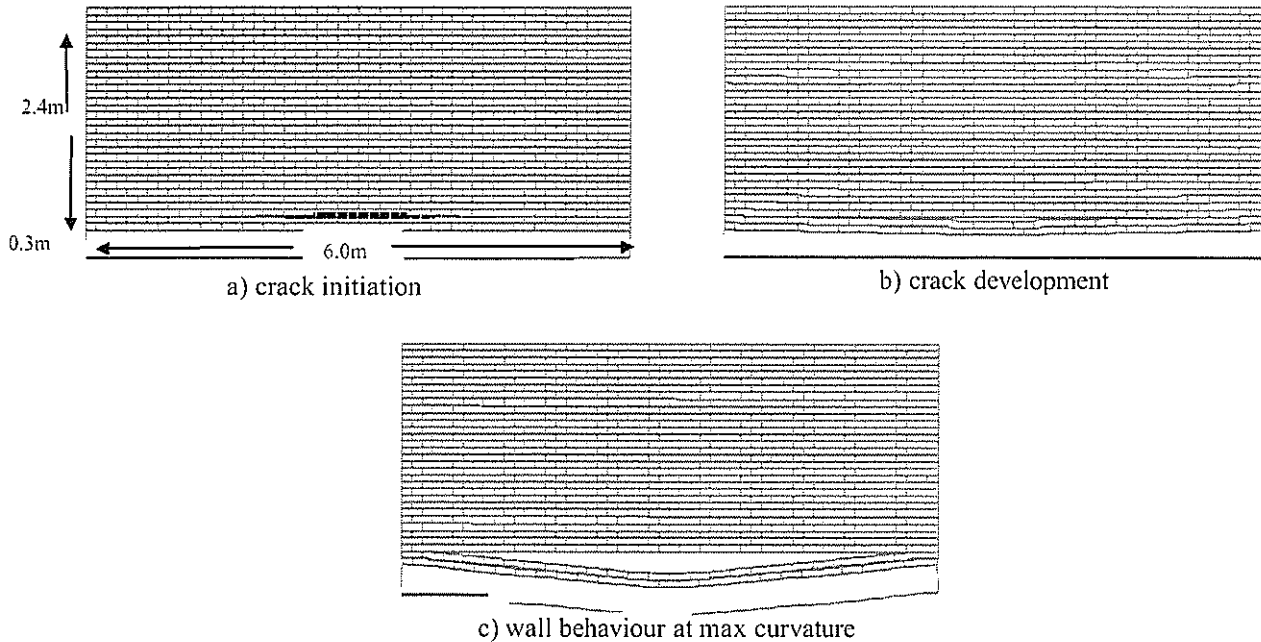 2.4m
0.3m
6.0m
a) crack initiation
b) crack development
c) wall behaviour at max curvature